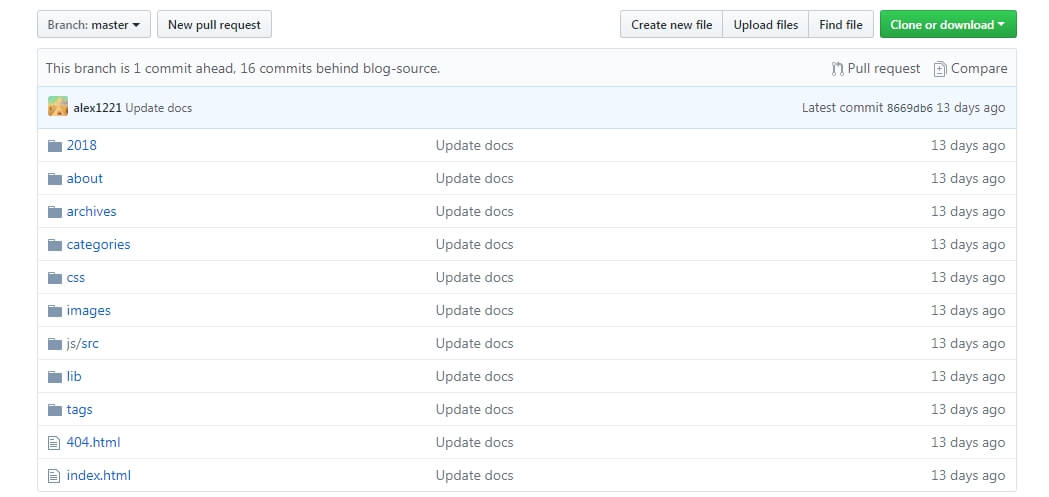 Branch: master New pull request Create new file Upload files Find file Clone or download
This branch is 1 commit ahead, 16 commits behind blog-source. Pull request Compare
alex1221 Update docs Latest commit 8669db6 13 days ago
2018 Update docs 13 days ago
about Update docs 13 days ago
archives Update docs 13 days ago
categories Update docs 13 days ago
css Update docs 13 days ago
images Update docs 13 days ago
js/src Update docs 13 days ago
lib Update docs 13 days ago
tags Update docs 13 days ago
404.html Update docs 13 days ago
index.html Update docs 13 days ago